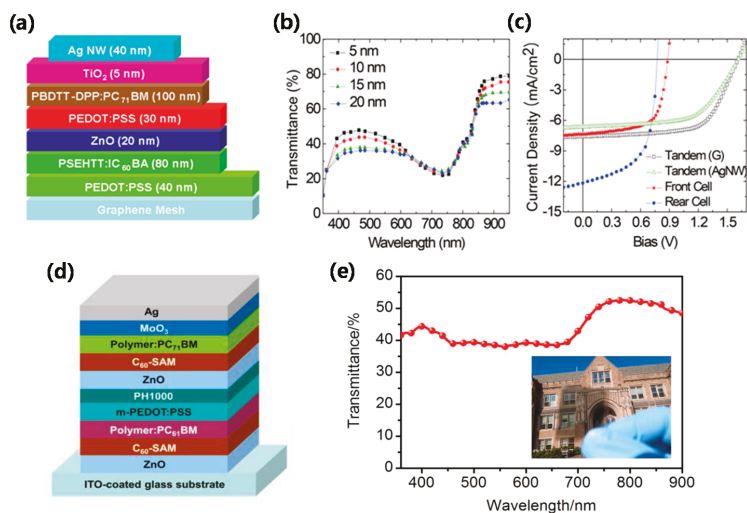 (a)
Ag NW (40 nm)
TiO₂ (5 nm)
PBDTT-DPP:PC₇₁BM (100 nm)
PEDOT:PSS (30 nm)
ZnO (20 nm)
PSEHTT:IC₆₀BA (80 nm)
PEDOT:PSS (40 nm)
Graphene Mesh
(b)
Transmittance (%)
100
80
60
40
20
0
400 500 600 700 800 900
Wavelength (nm)
5 nm
10 nm
15 nm
20 nm
(c)
Current Density (mA/cm²)
3
0
-3
-6
-9
-12
-15
0.0 0.6 1.1 1.7
Bias (V)
Tandem (G)
Tandem (AgNW)
Front Cell
Rear Cell
(d)
Ag
MoO₃
Polymer:PC₇₁BM
C₆₀-SAM
ZnO
PH1000
m-PEDOT:PSS
Polymer:PC₆₁BM
C₆₀-SAM
ZnO
ITO-coated glass substrate
(e)
Transmittance/%
60
50
40
30
20
10
0
400 500 600 700 800 900
Wavelength/nm